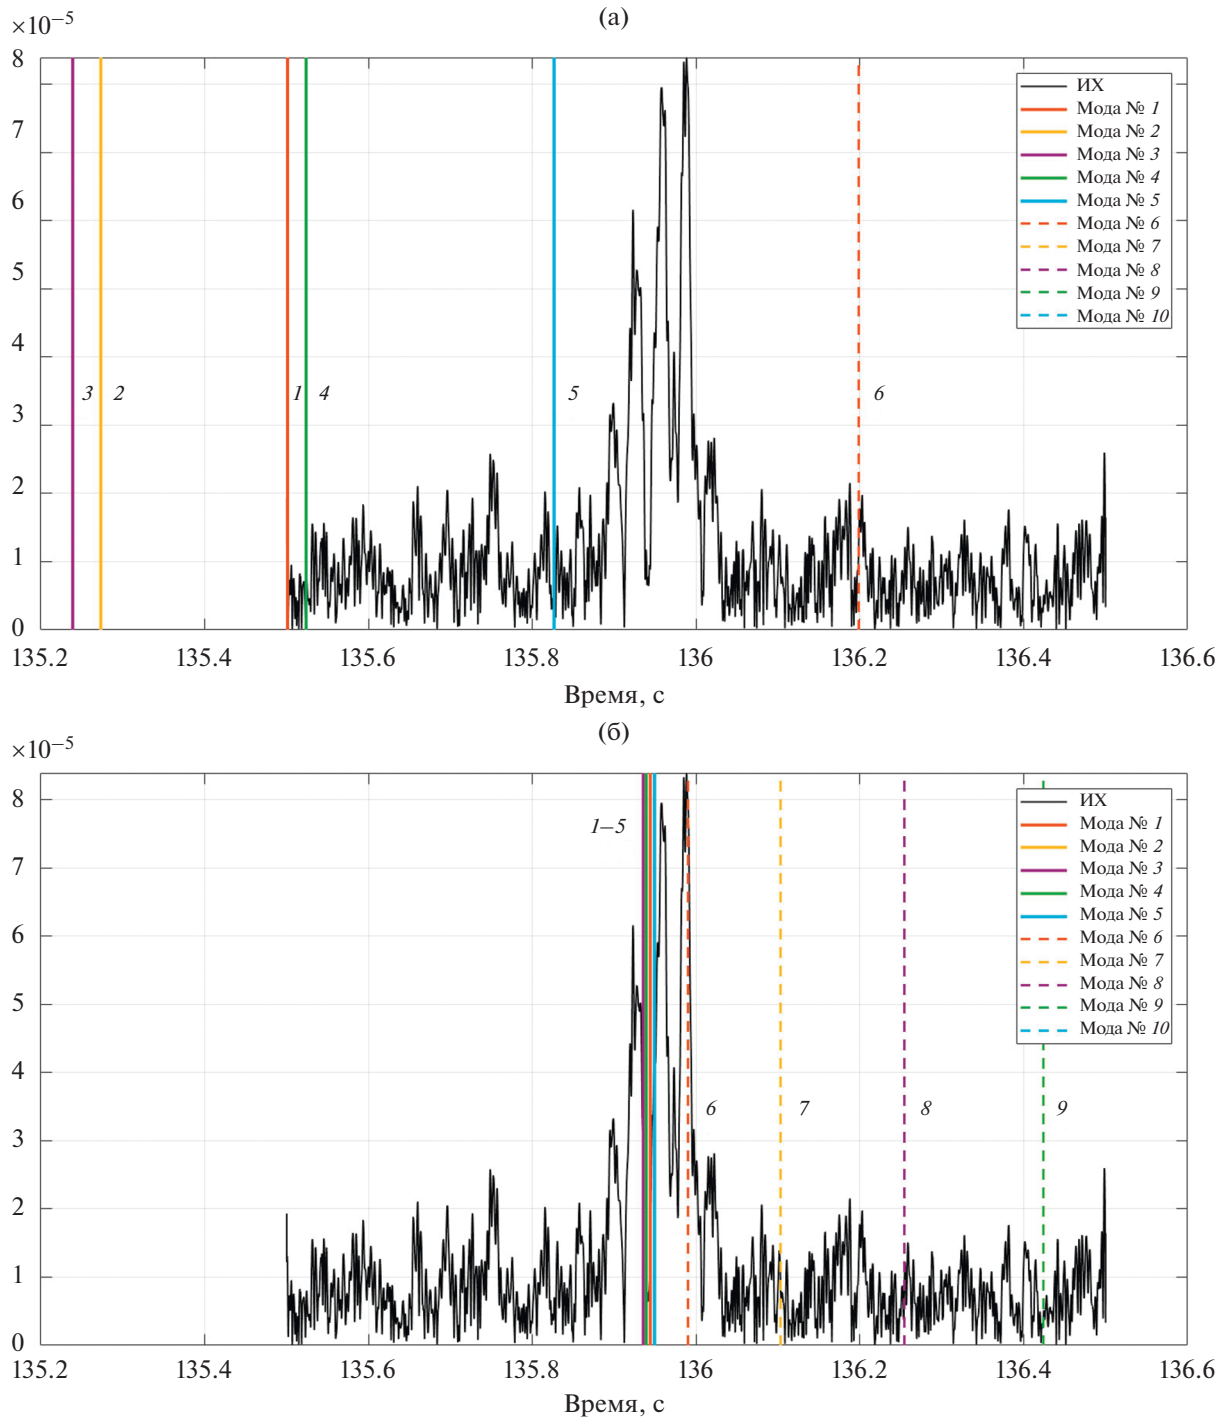 (а)
×10−5
8
7
6
5
4
3
2
1
0
ИХ
Мода № 1
Мода № 2
Мода № 3
Мода № 4
Мода № 5
Мода № 6
Мода № 7
Мода № 8
Мода № 9
Мода № 10
3 2 1 4 5 6
135.2 135.4 135.6 135.8 136 136.2 136.4 136.6
Время, с
(б)
×10−5
8
7
6
5
4
3
2
1
0
ИХ
Мода № 1
Мода № 2
Мода № 3
Мода № 4
Мода № 5
Мода № 6
Мода № 7
Мода № 8
Мода № 9
Мода № 10
1–5
6 7 8 9
135.2 135.4 135.6 135.8 136 136.2 136.4 136.6
Время, с